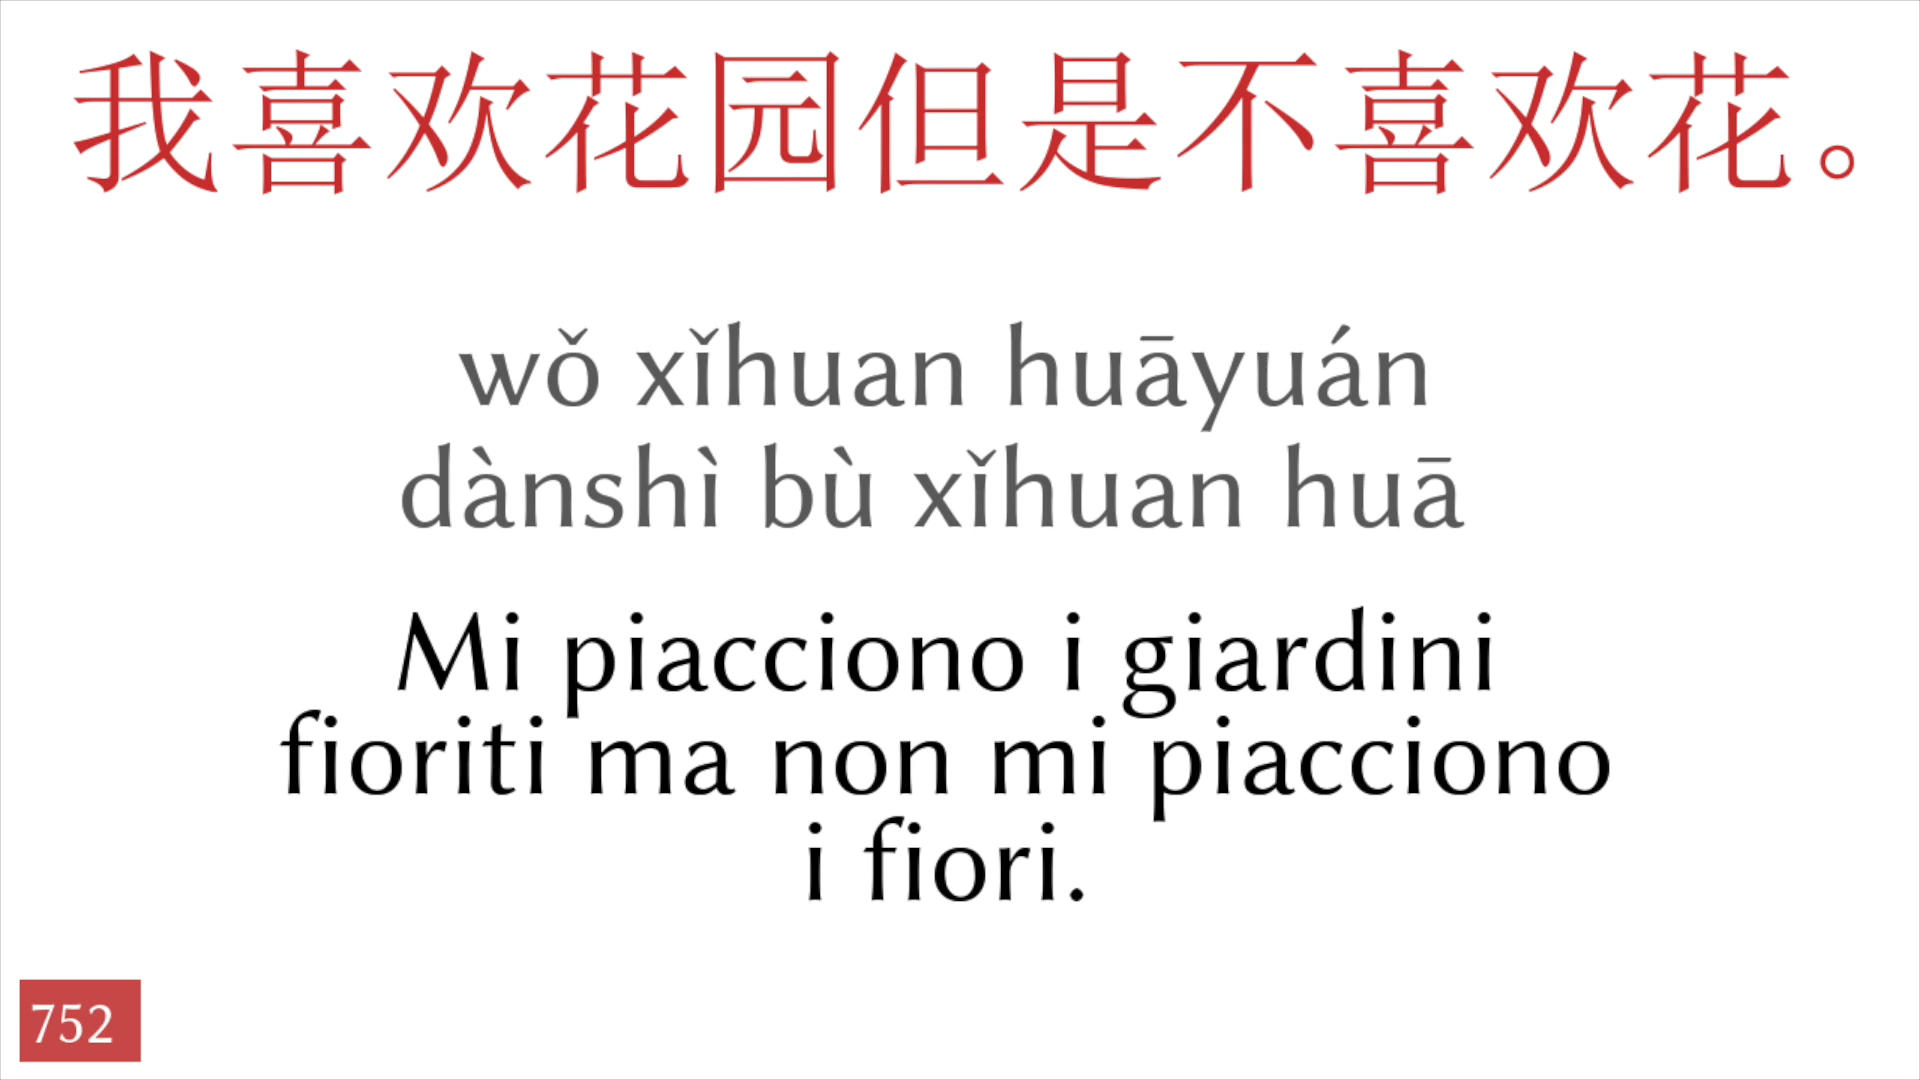 我喜欢花园但是不喜欢花。
wǒ xǐhuan huāyuán
dànshì bù xǐhuan huā
Mi piacciono i giardini
fioriti ma non mi piacciono
i fiori.
752